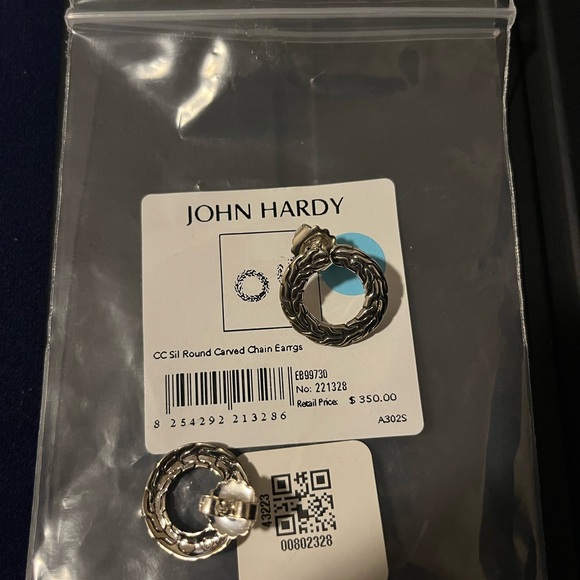 JOHN HARDY
CC Sil Round Carved Chain Earrgs
EB99730
No: 221328
Retail Price: $ 350.00
8 254292 213286
A302S
43223
00802328